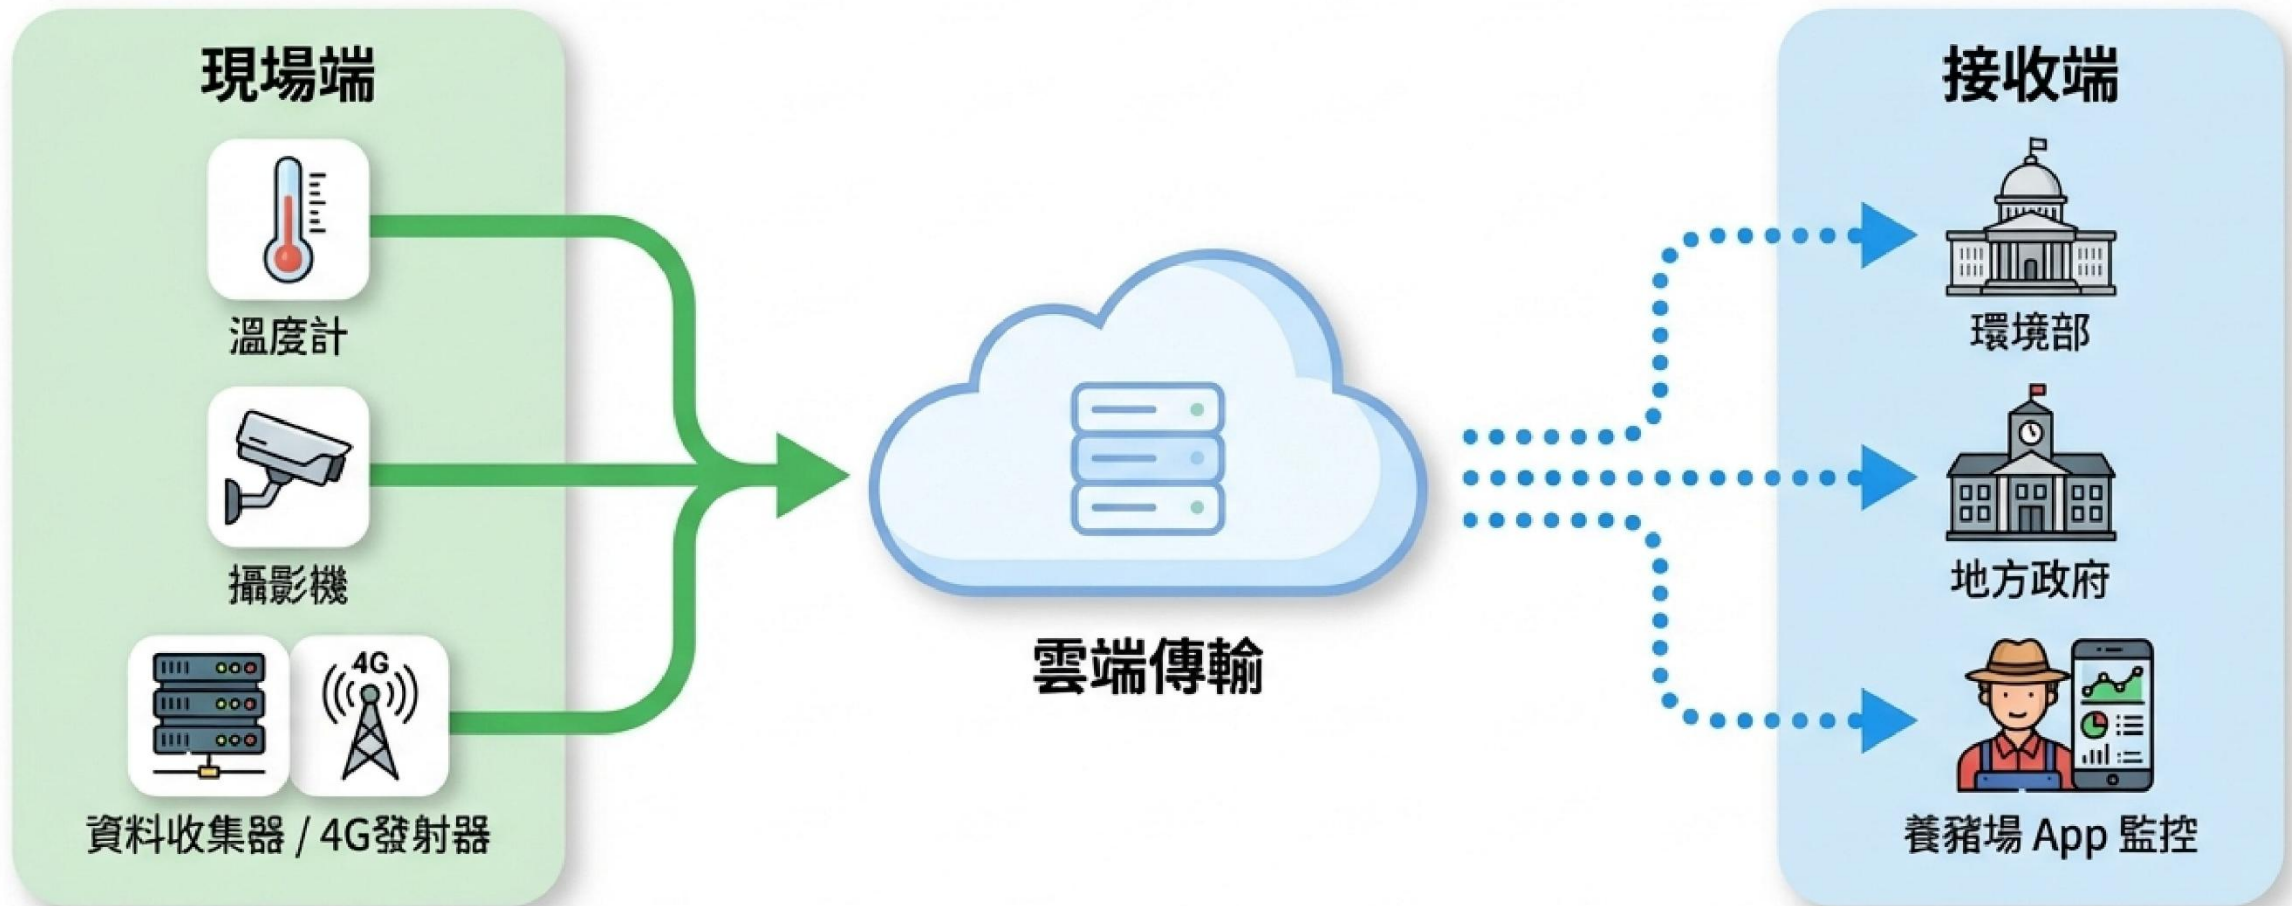 現場端
溫度計
攝影機
4G
資料收集器 / 4G發射器
雲端傳輸
接收端
環境部
地方政府
養豬場 App 監控